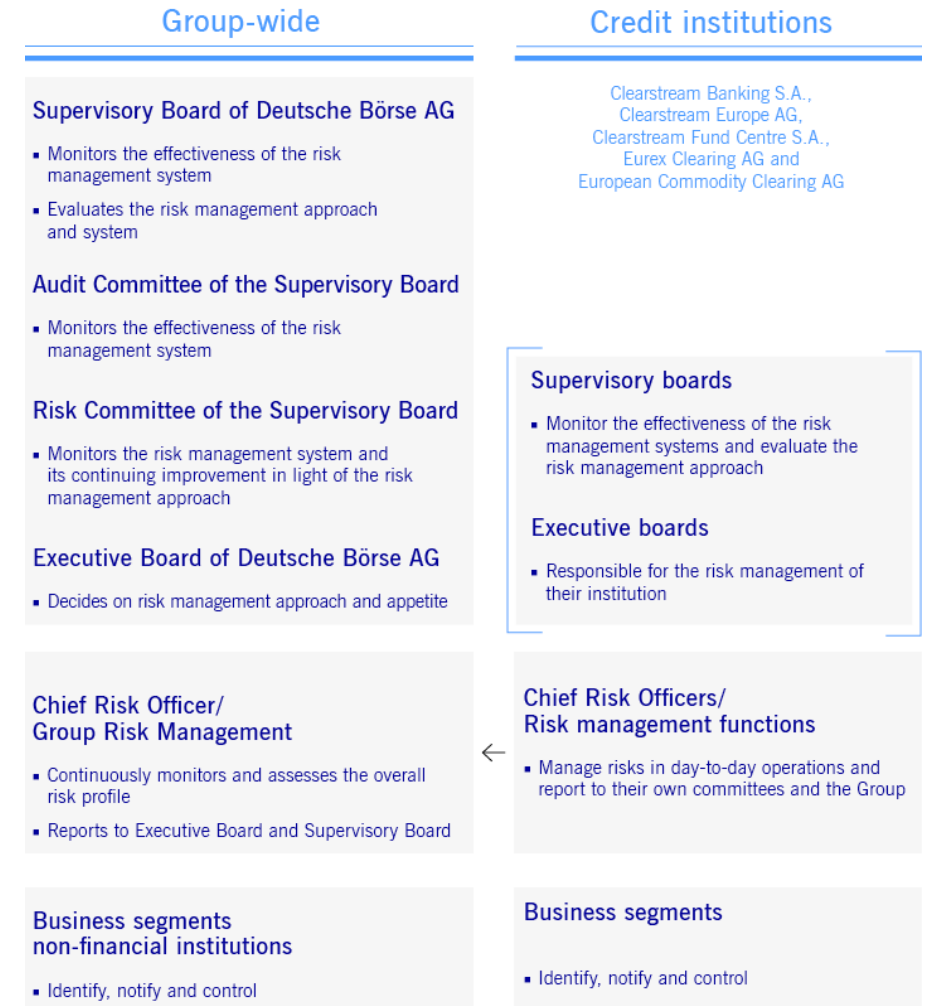 Group-wide
Supervisory Board of Deutsche Börse AG
▪ Monitors the effectiveness of the risk
management system
▪ Evaluates the risk management approach
and system
Audit Committee of the Supervisory Board
▪ Monitors the effectiveness of the risk
management system
Risk Committee of the Supervisory Board
▪ Monitors the risk management system and
its continuing improvement in light of the risk
management approach
Executive Board of Deutsche Börse AG
▪ Decides on risk management approach and appetite
Chief Risk Officer/
Group Risk Management
▪ Continuously monitors and assesses the overall
risk profile
▪ Reports to Executive Board and Supervisory Board
Business segments
non-financial institutions
▪ Identify, notify and control
Credit institutions
Clearstream Banking S.A.,
Clearstream Europe AG,
Clearstream Fund Centre S.A.,
Eurex Clearing AG and
European Commodity Clearing AG
Supervisory boards
▪ Monitor the effectiveness of the risk
management systems and evaluate the
risk management approach
Executive boards
▪ Responsible for the risk management of
their institution
←
Chief Risk Officers/
Risk management functions
▪ Manage risks in day-to-day operations and
report to their own committees and the Group
Business segments
▪ Identify, notify and control